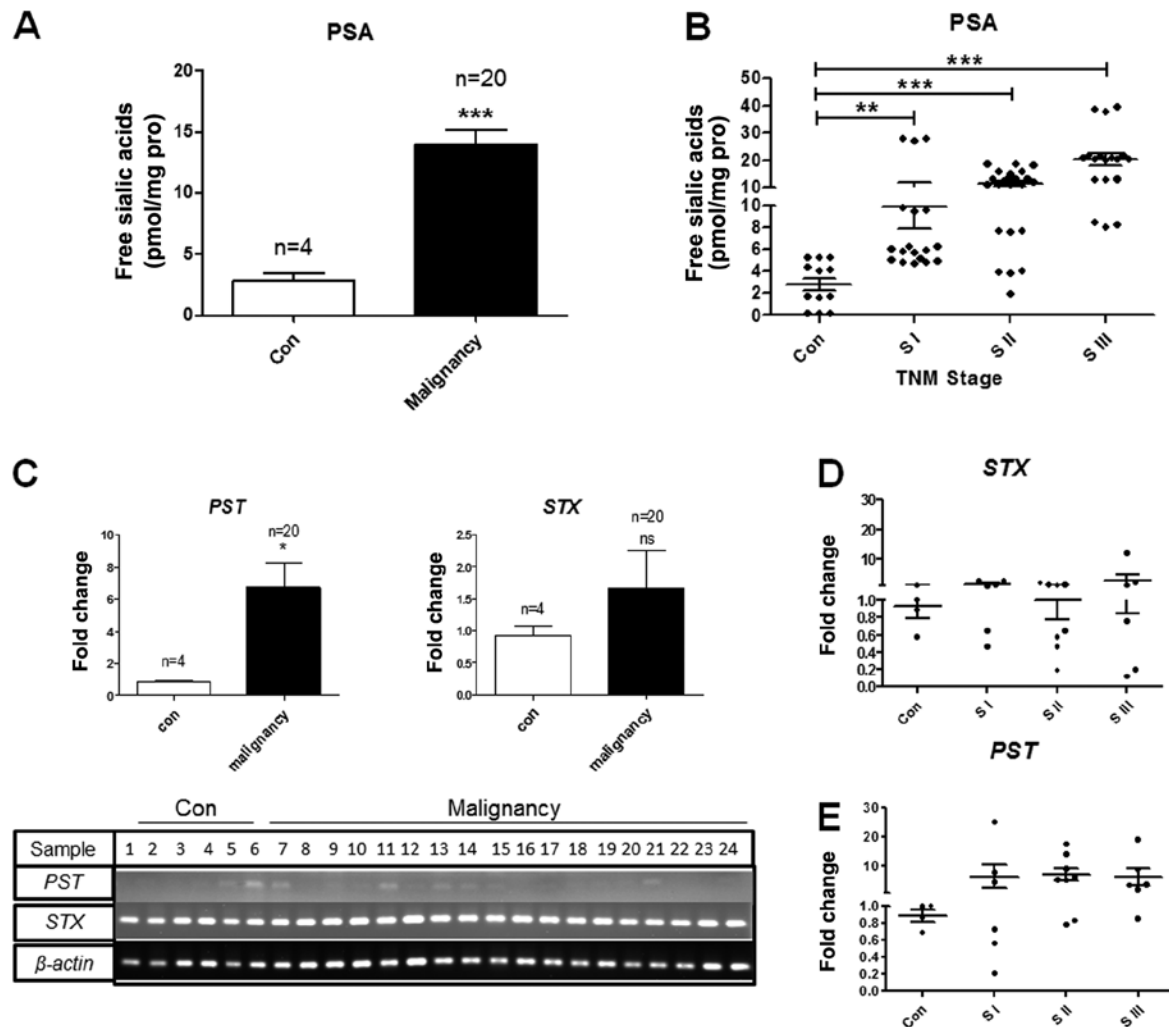 A
PSA
Free sialic acids
(pmol/mg pro)
20
15
10
5
0
n=4
n=20
***
Con
Malignancy
B
PSA
Free sialic acids
(pmol/mg pro)
50
40
30
20
10
10
8
6
4
2
0
**
***
***
Con
S I
S II
S III
TNM Stage
C
PST
Fold change
10
8
6
4
2
0
n=4
n=20
*
con
malignancy
STX
Fold change
2.5
2.0
1.5
1.0
0.5
0.0
n=4
n=20
ns
con
malignancy
Con
Malignancy
Sample 1 2 3 4 5 6 7 8 9 10 11 12 13 14 15 16 17 18 19 20 21 22 23 24
PST
STX
β-actin
D
STX
Fold change
30
20
10
1.0
0.8
0.6
0.4
0.2
0.0
Con
S I
S II
S III
E
PST
Fold change
30
20
10
1.0
0.8
0.6
0.4
0.2
0.0
Con
S I
S II
S III